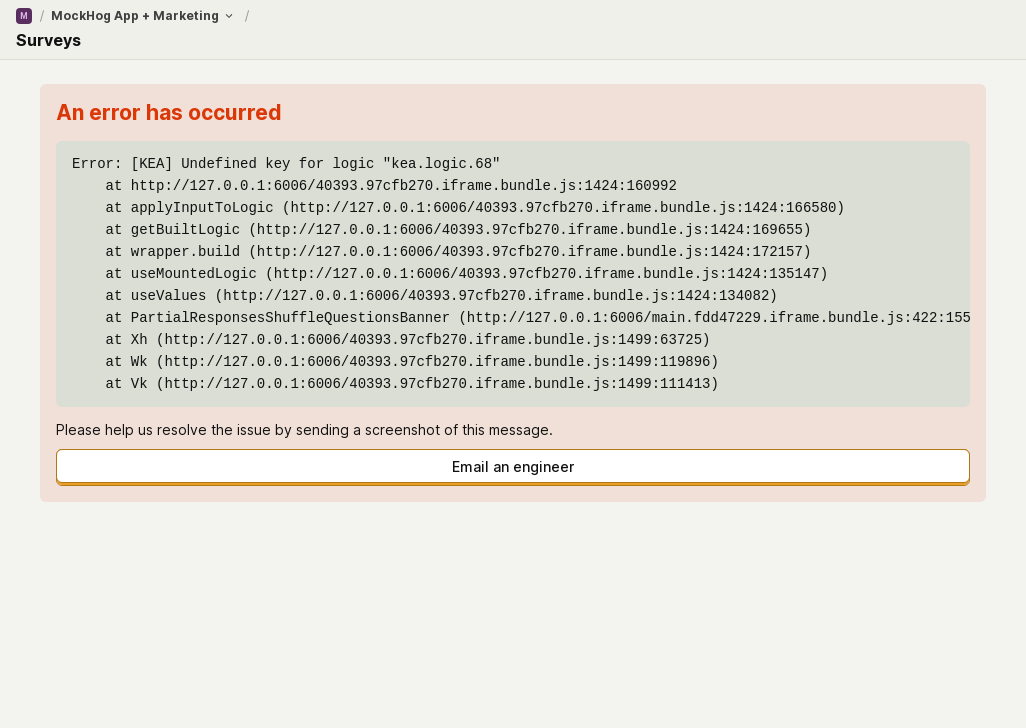 M / MockHog App + Marketing /
Surveys
An error has occurred
Error: [KEA] Undefined key for logic "kea.logic.68"
    at http://127.0.0.1:6006/40393.97cfb270.iframe.bundle.js:1424:160992
    at applyInputToLogic (http://127.0.0.1:6006/40393.97cfb270.iframe.bundle.js:1424:166580)
    at getBuiltLogic (http://127.0.0.1:6006/40393.97cfb270.iframe.bundle.js:1424:169655)
    at wrapper.build (http://127.0.0.1:6006/40393.97cfb270.iframe.bundle.js:1424:172157)
    at useMountedLogic (http://127.0.0.1:6006/40393.97cfb270.iframe.bundle.js:1424:135147)
    at useValues (http://127.0.0.1:6006/40393.97cfb270.iframe.bundle.js:1424:134082)
    at PartialResponsesShuffleQuestionsBanner (http://127.0.0.1:6006/main.fdd47229.iframe.bundle.js:422:155
    at Xh (http://127.0.0.1:6006/40393.97cfb270.iframe.bundle.js:1499:63725)
    at Wk (http://127.0.0.1:6006/40393.97cfb270.iframe.bundle.js:1499:119896)
    at Vk (http://127.0.0.1:6006/40393.97cfb270.iframe.bundle.js:1499:111413)
Please help us resolve the issue by sending a screenshot of this message.
Email an engineer